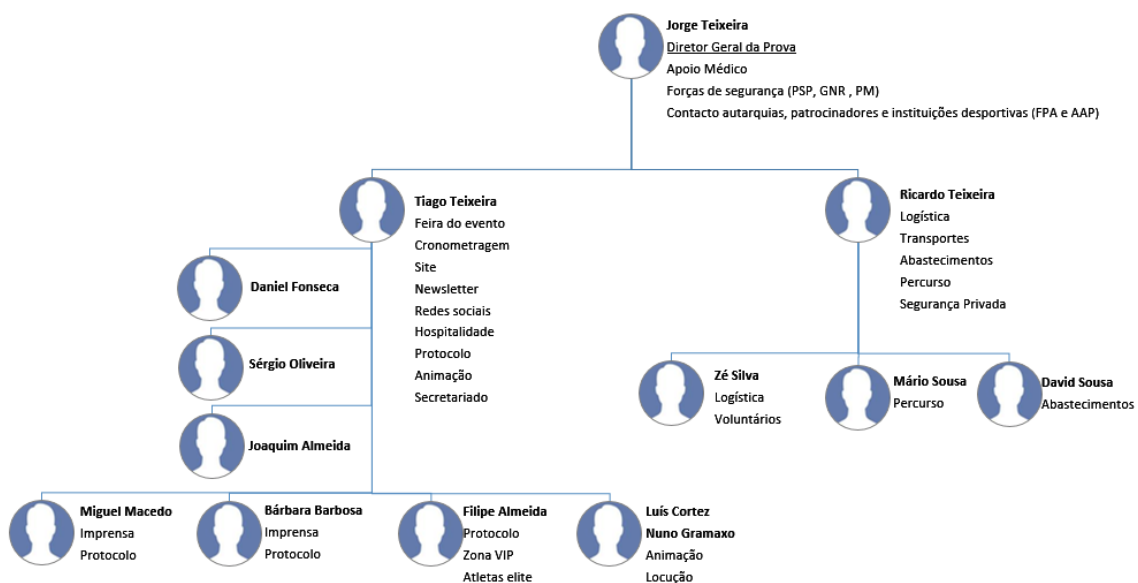 Jorge Teixeira
Diretor Geral da Prova
Apoio Médico
Forças de segurança (PSP, GNR , PM)
Contacto autarquias, patrocinadores e instituições desportivas (FPA e AAP)
Tiago Teixeira
Feira do evento
Cronometragem
Site
Newsletter
Redes sociais
Hospitalidade
Protocolo
Animação
Secretariado
Ricardo Teixeira
Logística
Transportes
Abastecimentos
Percurso
Segurança Privada
Daniel Fonseca
Sérgio Oliveira
Joaquim Almeida
Zé Silva
Logística
Voluntários
Mário Sousa
Percurso
David Sousa
Abastecimentos
Miguel Macedo
Imprensa
Protocolo
Bárbara Barbosa
Imprensa
Protocolo
Filipe Almeida
Protocolo
Zona VIP
Atletas elite
Luís Cortez
Nuno Gramaxo
Animação
Locução